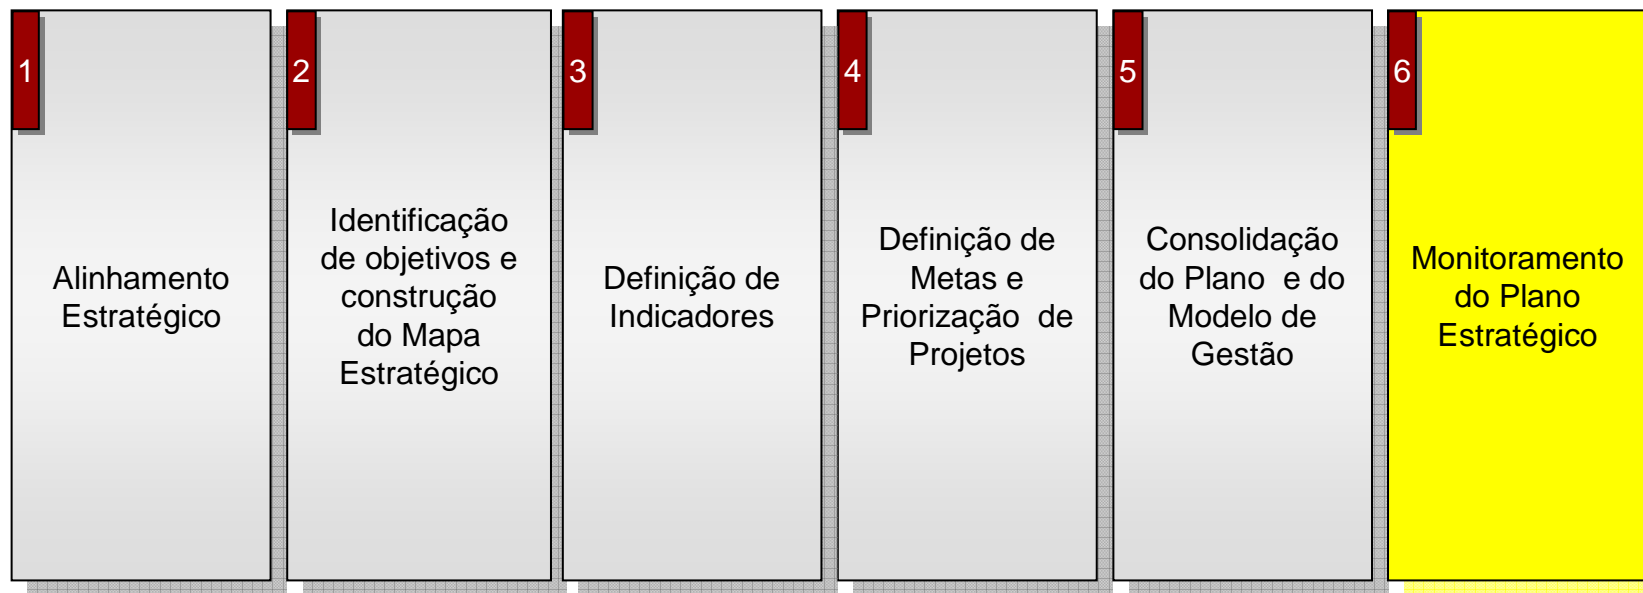 1
Alinhamento
Estratégico
2
Identificação
de objetivos e
construção
do Mapa
Estratégico
3
Definição de
Indicadores
4
Definição de
Metas e
Priorização de
Projetos
5
Consolidação
do Plano e do
Modelo de
Gestão
6
Monitoramento
do Plano
Estratégico